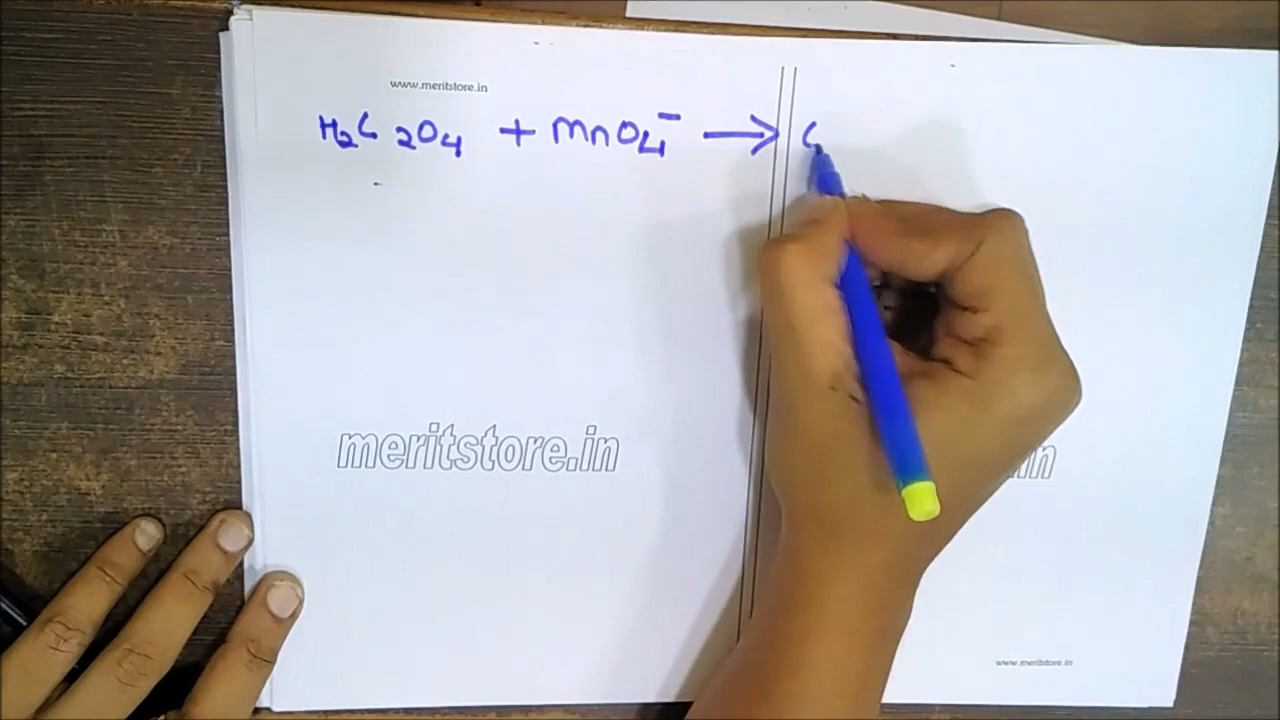 www.meritstore.in
H₂C₂O₄ + MnO₄⁻ → C
meritstore.in
www.meritstore.in